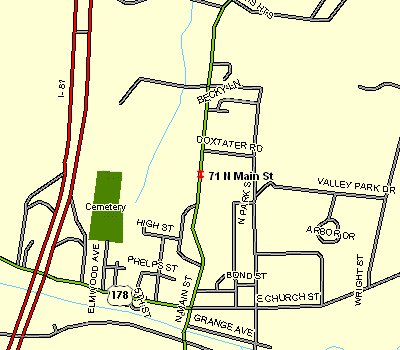 I- 81
BECKY LN
DOXTATER RD
71 N Main St
VALLEY PARK DR
Cemetery
N PARK ST
HIGH ST
ARBOR DR
PHELPS ST
ELMWOOD AVE
BOND ST
WRIGHT ST
178
E CHURCH ST
N MAIN ST
GRANGE AVE